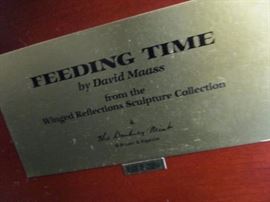 FEEDING TIME
by David Maass
from the
Winged Reflections Sculpture Collection
The Danbury Mint